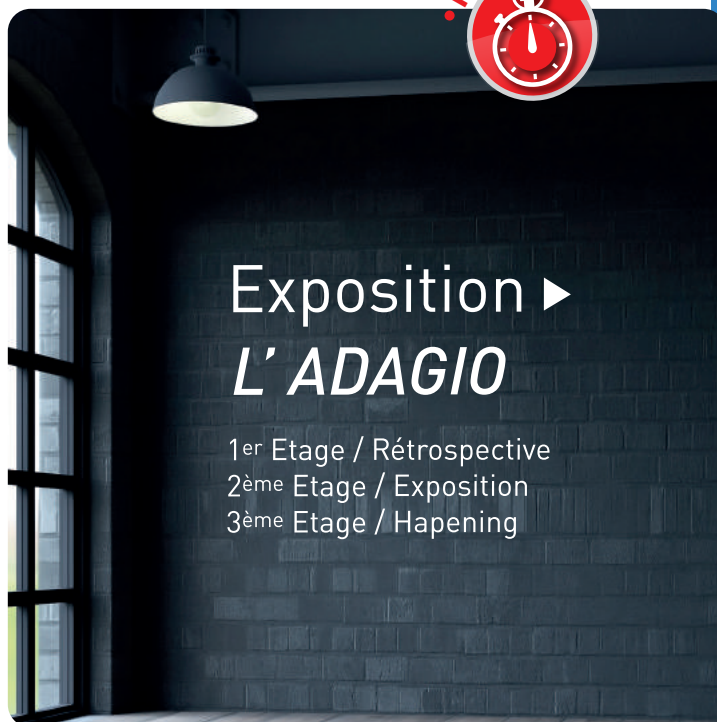 Exposition ▶
L' ADAGIO
1er Etage / Rétrospective
2ème Etage / Exposition
3ème Etage / Hapening